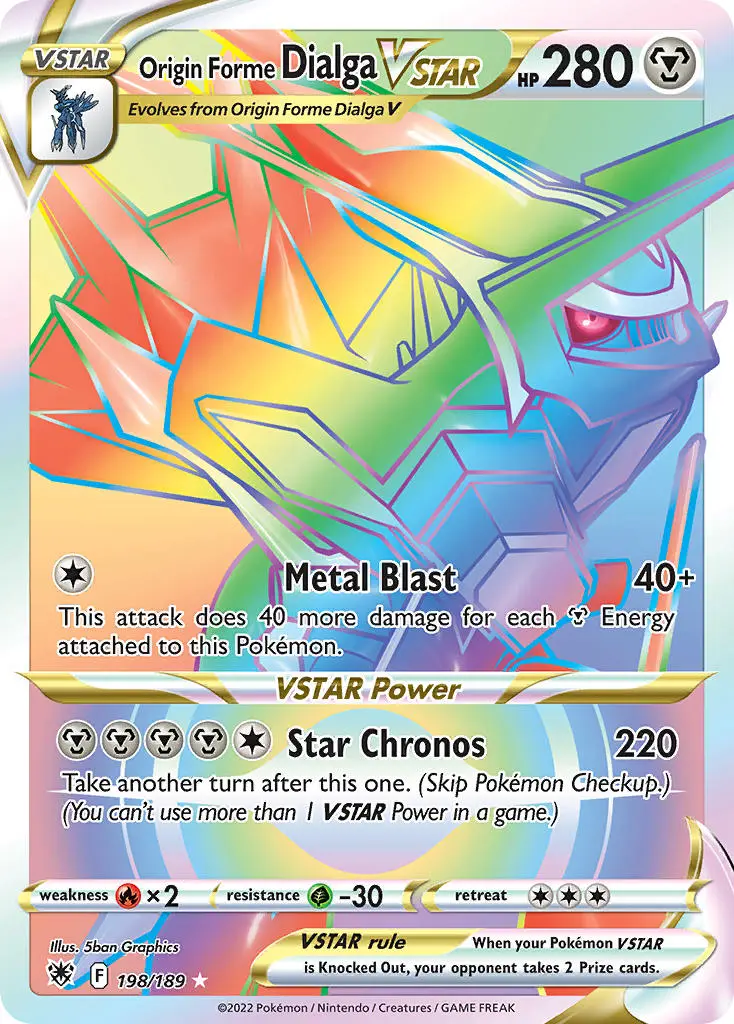 VSTAR
Origin Forme Dialga VSTAR HP 280
Evolves from Origin Forme Dialga V
Metal Blast 40+
This attack does 40 more damage for each Energy
attached to this Pokémon.
VSTAR Power
Star Chronos 220
Take another turn after this one. (Skip Pokémon Checkup.)
(You can't use more than 1 VSTAR Power in a game.)
weakness ×2 resistance -30 retreat
Illus. 5ban Graphics
VSTAR rule When your Pokémon VSTAR
is Knocked Out, your opponent takes 2 Prize cards.
F 198/189
©2022 Pokémon / Nintendo / Creatures / GAME FREAK